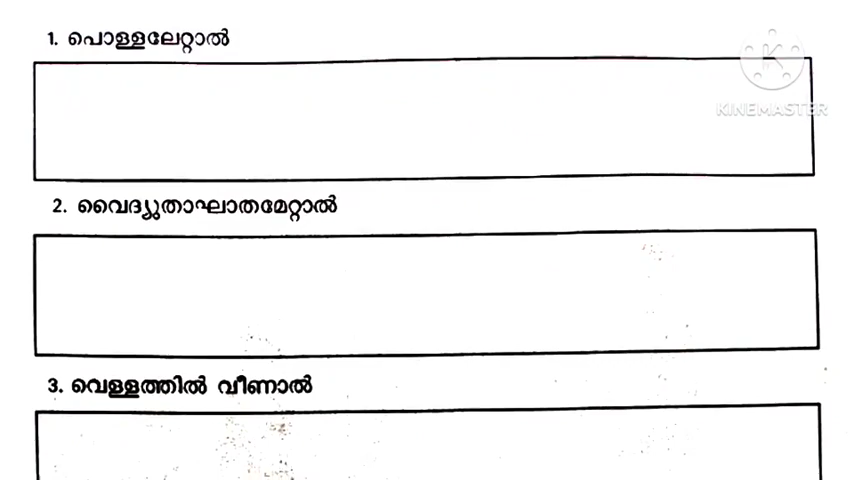 1. പൊള്ളലേറ്റാൽ
KINEMASTER
2. വൈദ്യുതാഘാതമേറ്റാൽ
3. വെള്ളത്തിൽ വീണാൽ